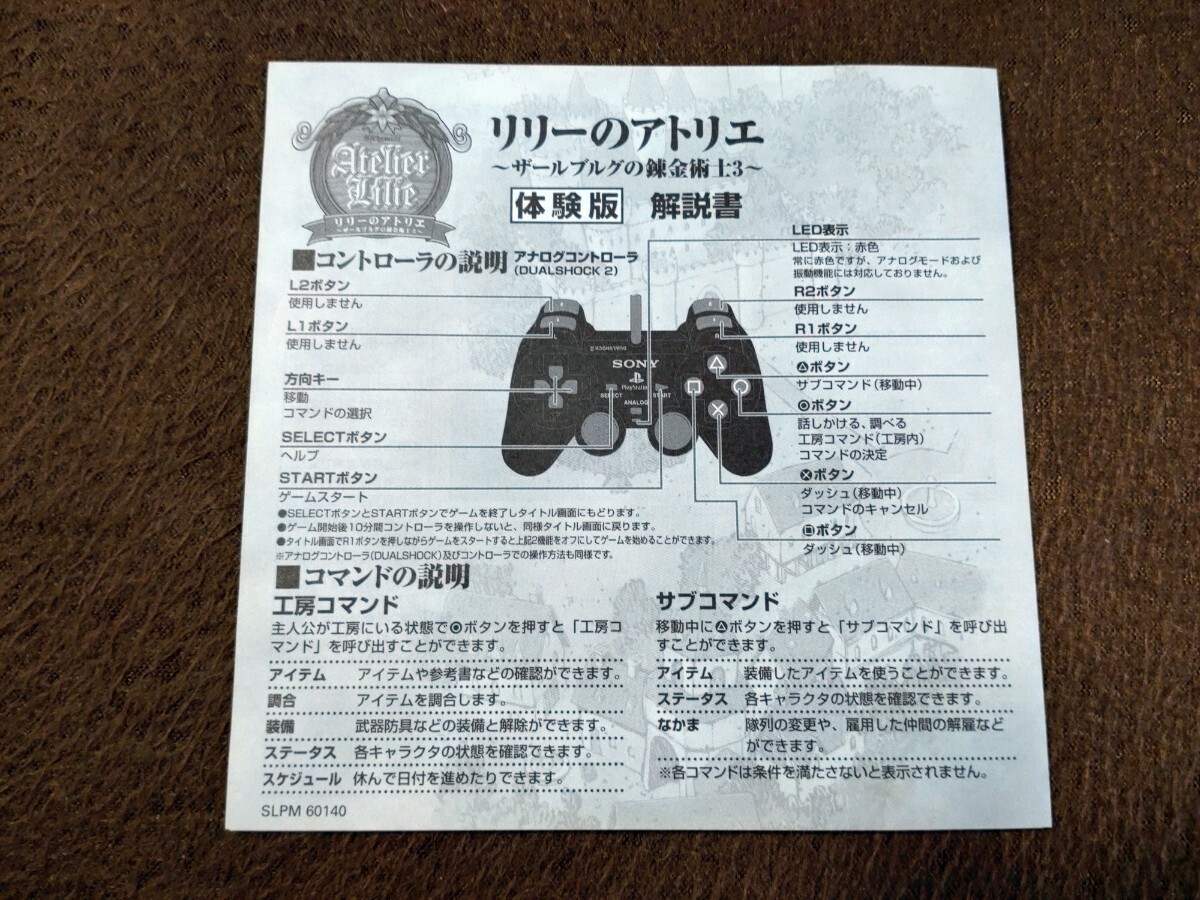 Atelier
Lilie
リリーのアトリエ
～ザールブルグの錬金術士3～
リリーのアトリエ
～ザールブルグの錬金術士3～
体験版 解説書
■コントローラの説明 アナログコントローラ
(DUALSHOCK 2)
L2ボタン
使用しません
L1ボタン
使用しません
方向キー
移動
コマンドの選択
SELECTボタン
ヘルプ
STARTボタン
ゲームスタート
DUALSHOCK 2
SONY
PlayStation
SELECT
START
ANALOG
LED表示
LED表示：赤色
常に赤色ですが、アナログモードおよび
振動機能には対応しておりません。
R2ボタン
使用しません
R1ボタン
使用しません
△ボタン
サブコマンド(移動中)
○ボタン
話しかける、調べる
工房コマンド(工房内)
コマンドの決定
×ボタン
ダッシュ(移動中)
コマンドのキャンセル
□ボタン
ダッシュ(移動中)
●SELECTボタンとSTARTボタンでゲームを終了しタイトル画面にもどります。
●ゲーム開始後10分間コントローラを操作しないと、同様タイトル画面に戻ります。
●タイトル画面でR1ボタンを押しながらゲームをスタートすると上記2機能をオフにしてゲームを始めることができます。
※アナログコントローラ(DUALSHOCK)及びコントローラでの操作方法も同様です。
■コマンドの説明
工房コマンド
主人公が工房にいる状態で○ボタンを押すと「工房コ
マンド」を呼び出すことができます。
アイテム アイテムや参考書などの確認ができます。
調合 アイテムを調合します。
装備 武器防具などの装備と解除ができます。
ステータス 各キャラクタの状態を確認できます。
スケジュール 休んで日付を進めたりできます。
SLPM 60140
サブコマンド
移動中に△ボタンを押すと「サブコマンド」を呼び出
すことができます。
アイテム 装備したアイテムを使うことができます。
ステータス 各キャラクタの状態を確認できます。
なかま 隊列の変更や、雇用した仲間の解雇など
ができます。
※各コマンドは条件を満たさないと表示されません。